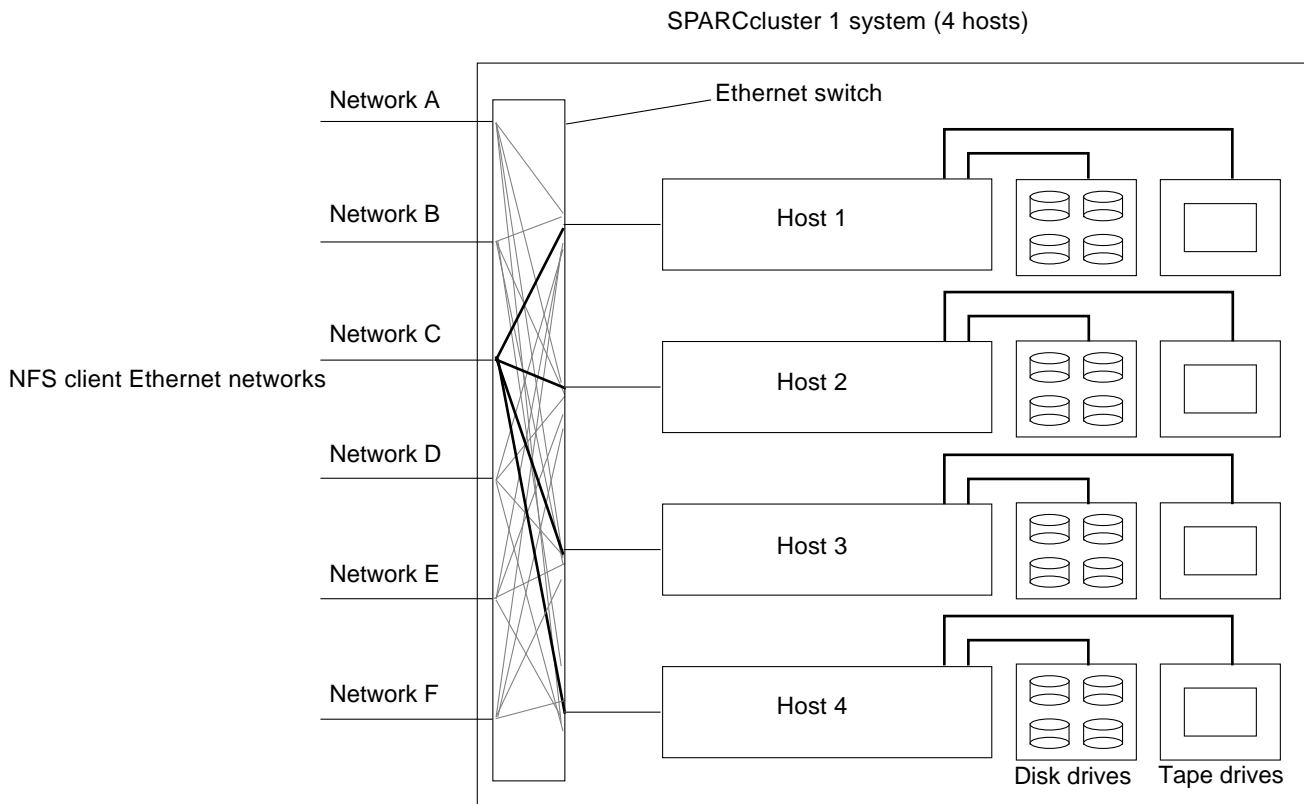 SPARCcluster 1 system (4 hosts)
Ethernet switch
Network A
Network B
Network C
NFS client Ethernet networks
Network D
Network E
Network F
Host 1
Host 2
Host 3
Host 4
Disk drives
Tape drives